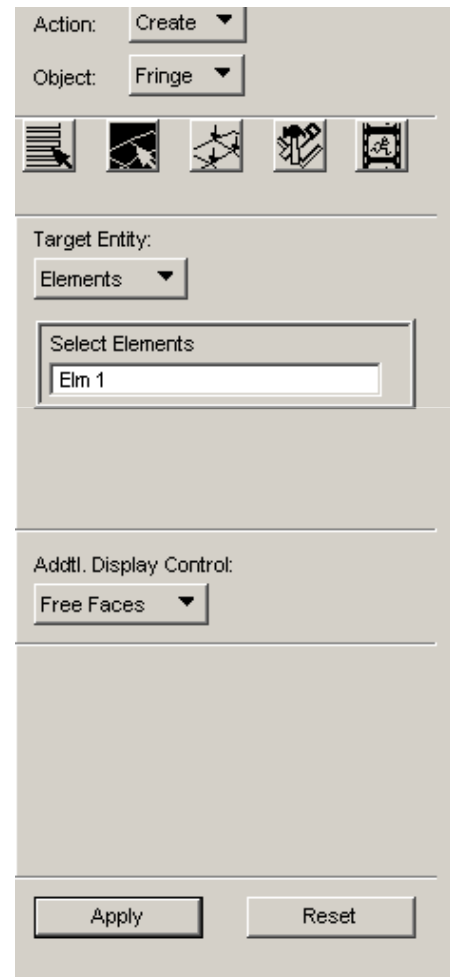 Action: Create
Object: Fringe
Target Entity:
Elements
Select Elements
Elm 1
Addtl. Display Control:
Free Faces
Apply Reset